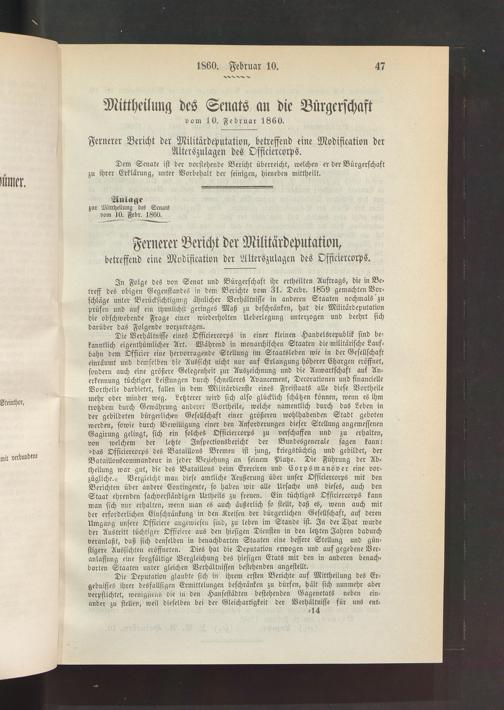 1860. Februar 10.
47
Mittheilung des Senats an die Bürgerschaft
vom 10. Februar 1860.
Fernerer Bericht der Militärdeputation, betreffend eine Modification der
Alterszulagen des Officiercorps.
Dem Senate ist der vorstehende Bericht überreicht, welchen er der Bürgerschaft
zu ihrer Erklärung, unter Vorbehalt der seinigen, hieneben mittheilt.
Anlage
zur Mittheilung des Senats
vom 10. Febr. 1860.
Fernerer Bericht der Militärdeputation,
betreffend eine Modification der Alterszulagen des Officiercorps.
In Folge des von Senat und Bürgerschaft ihr ertheilten Auftrags, die in Be-
treff des obigen Gegenstandes in dem Berichte vom 31. Decbr. 1859 gemachten Vor-
schläge unter Berücksichtigung ähnlicher Verhältnisse in anderen Staaten nochmals zu
prüfen und auf ein thunlichst geringes Maß zu beschränken, hat die Militärdeputation
die obschwebende Frage einer wiederholten Ueberlegung unterzogen und beehrt sich
darüber das Folgende vorzutragen.
Die Verhältnisse eines Officiercorps in einer kleinen Handelsrepublik sind be-
kanntlich eigenthümlicher Art. Während in monarchischen Staaten die militärische Lauf-
bahn dem Officier eine hervorragende Stellung im Staatsleben wie in der Gesellschaft
einräumt und demselben die Aussicht nicht nur auf Erlangung höherer Chargen eröffnet,
sondern auch eine größere Gelegenheit zur Auszeichnung und die Anwartschaft auf An-
erkennung tüchtiger Leistungen durch schnelleres Avancement, Decorationen und financielle
Vortheile darbietet, fallen in dem Militärdienste eines Freistaats alle diese Vortheile
mehr oder minder weg. Letzterer wird sich also glücklich schätzen können, wenn es ihm
trotzdem durch Gewährung anderer Vortheile, welche namentlich durch das Leben in
der gebildeten bürgerlichen Gesellschaft einer größeren wohlhabenden Stadt geboten
werden, sowie durch Bewilligung einer den Anforderungen dieser Stellung angemessenen
Gagirung gelingt, sich ein solches Officiercorps zu verschaffen und zu erhalten,
von welchem der letzte Inspectionsbericht der Bundesgenerale sagen kann:
»das Officiercorps des Bataillons Bremen ist jung, kriegstüchtig und gebildet, der
Bataillonscommandeur in jeder Beziehung an seinem Platze. Die Führung der Ab-
theilung war gut, die des Bataillons beim Exerciren und Corpsmanöver eine vor-
zügliche.« Vergleicht man diese amtliche Aeußerung über unser Officiercorps mit den
Berichten über andere Contingente, so haben wir alle Ursache uns dieses, auch den
Staat ehrenden sachverständigen Urtheils zu freuen. Ein tüchtiges Officiercorps kann
man sich nur erhalten, wenn man es auch äußerlich so stellt, daß es, wenn auch mit
der erforderlichen Einschränkung in den Kreisen der bürgerlichen Gesellschaft, auf deren
Umgang unsere Officiere angewiesen sind, zu leben im Stande ist. In der That wurde
der Austritt tüchtiger Officiere aus den hiesigen Diensten in den letzten Jahren dadurch
veranlaßt, daß sich denselben in benachbarten Staaten eine bessere Stellung und gün-
stigere Aussichten eröffneten. Dies hat die Deputation erwogen und auf gegebene Ver-
anlassung eine sorgfältige Vergleichung des hiesigen Etats mit den in anderen benach-
barten Staaten unter gleichen Verhältnissen bestehenden angestellt.
Die Deputation glaubte sich in ihrem ersten Berichte auf Mittheilung des Er-
gebnisses ihrer desfallsigen Ermittelungen beschränken zu dürfen, hält sich nunmehr aber
verpflichtet, wenigstens die in den Hansestädten bestehenden Gagenetats neben ein-
ander zu stellen, weil dieselben bei der Gleichartigkeit der Verhältnisse für uns ent-
14